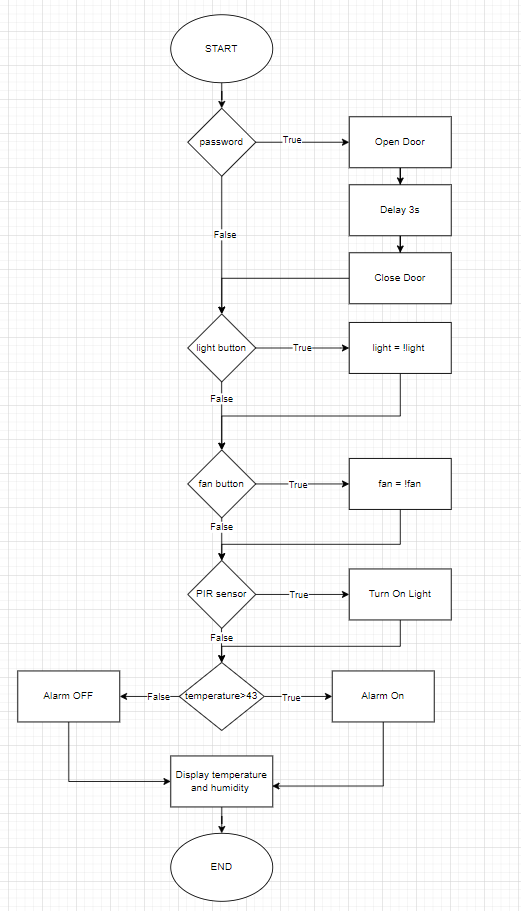 START
password
True
Open Door
Delay 3s
False
Close Door
light button
True
light = !light
False
fan button
True
fan = !fan
False
PIR sensor
True
Turn On Light
False
Alarm OFF
False
temperature>43
True
Alarm On
Display temperature
and humidity
END